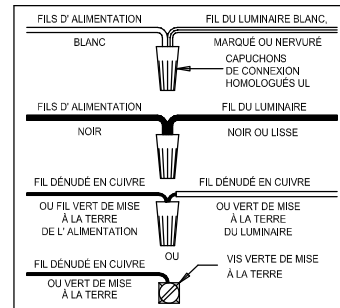 FILS D' ALIMENTATION
FIL DU LUMINAIRE BLANC,
BLANC
MARQUÉ OU NERVURÉ
CAPUCHONS
DE CONNEXION
HOMOLOGUÉS UL
FILS D' ALIMENTATION
FIL DU LUMINAIRE
NOIR
NOIR OU LISSE
FIL DÉNUDÉ EN CUIVRE
FIL DÉNUDÉ EN CUIVRE
OU FIL VERT DE MISE
À LA TERRE
DE L' ALIMENTATION
OU VERT DE MISE
À LA TERRE
DU LUMINAIRE
OU
FIL DÉNUDÉ EN CUIVRE
OU VERT DE MISE
À LA TERRE
VIS VERTE DE MISE
À LA TERRE